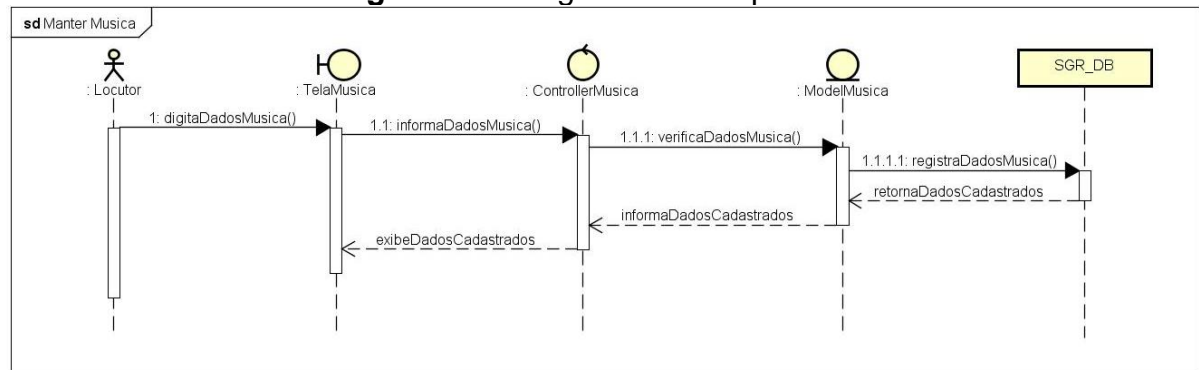 sd Manter Musica
: Locutor
: TelaMusica
: ControllerMusica
: ModelMusica
SGR_DB
1: digitaDadosMusica()
1.1: informaDadosMusica()
1.1.1: verificaDadosMusica()
1.1.1.1: registraDadosMusica()
retornaDadosCadastrados
informaDadosCadastrados
exibeDadosCadastrados